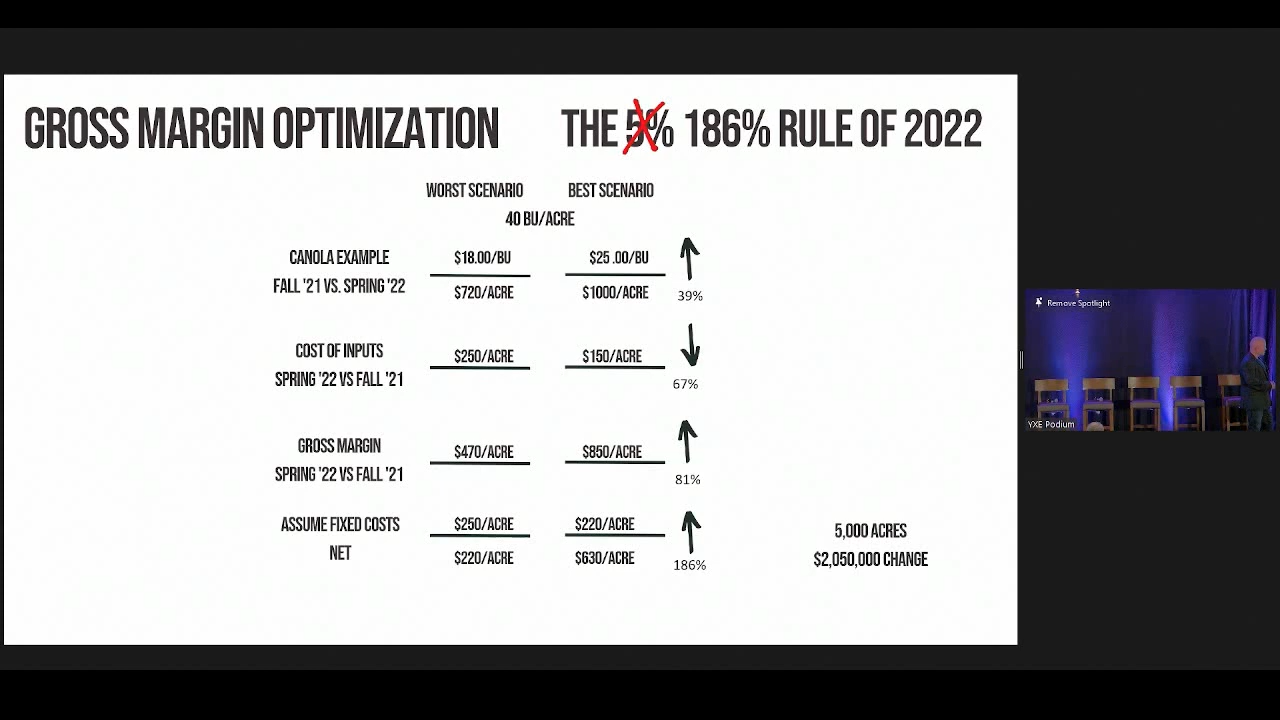 GROSS MARGIN OPTIMIZATION
THE 5% 186% RULE OF 2022
WORST SCENARIO BEST SCENARIO
40 BU/ACRE
CANOLA EXAMPLE $18.00/BU $25 .00/BU
FALL '21 VS. SPRING '22 $720/ACRE $1000/ACRE 39%
COST OF INPUTS $250/ACRE $150/ACRE
SPRING '22 VS FALL '21 67%
GROSS MARGIN $470/ACRE $850/ACRE
SPRING '22 VS FALL '21 81%
ASSUME FIXED COSTS $250/ACRE $220/ACRE
NET $220/ACRE $630/ACRE 186%
5,000 ACRES
$2,050,000 CHANGE
Remove Spotlight
YXE Podium